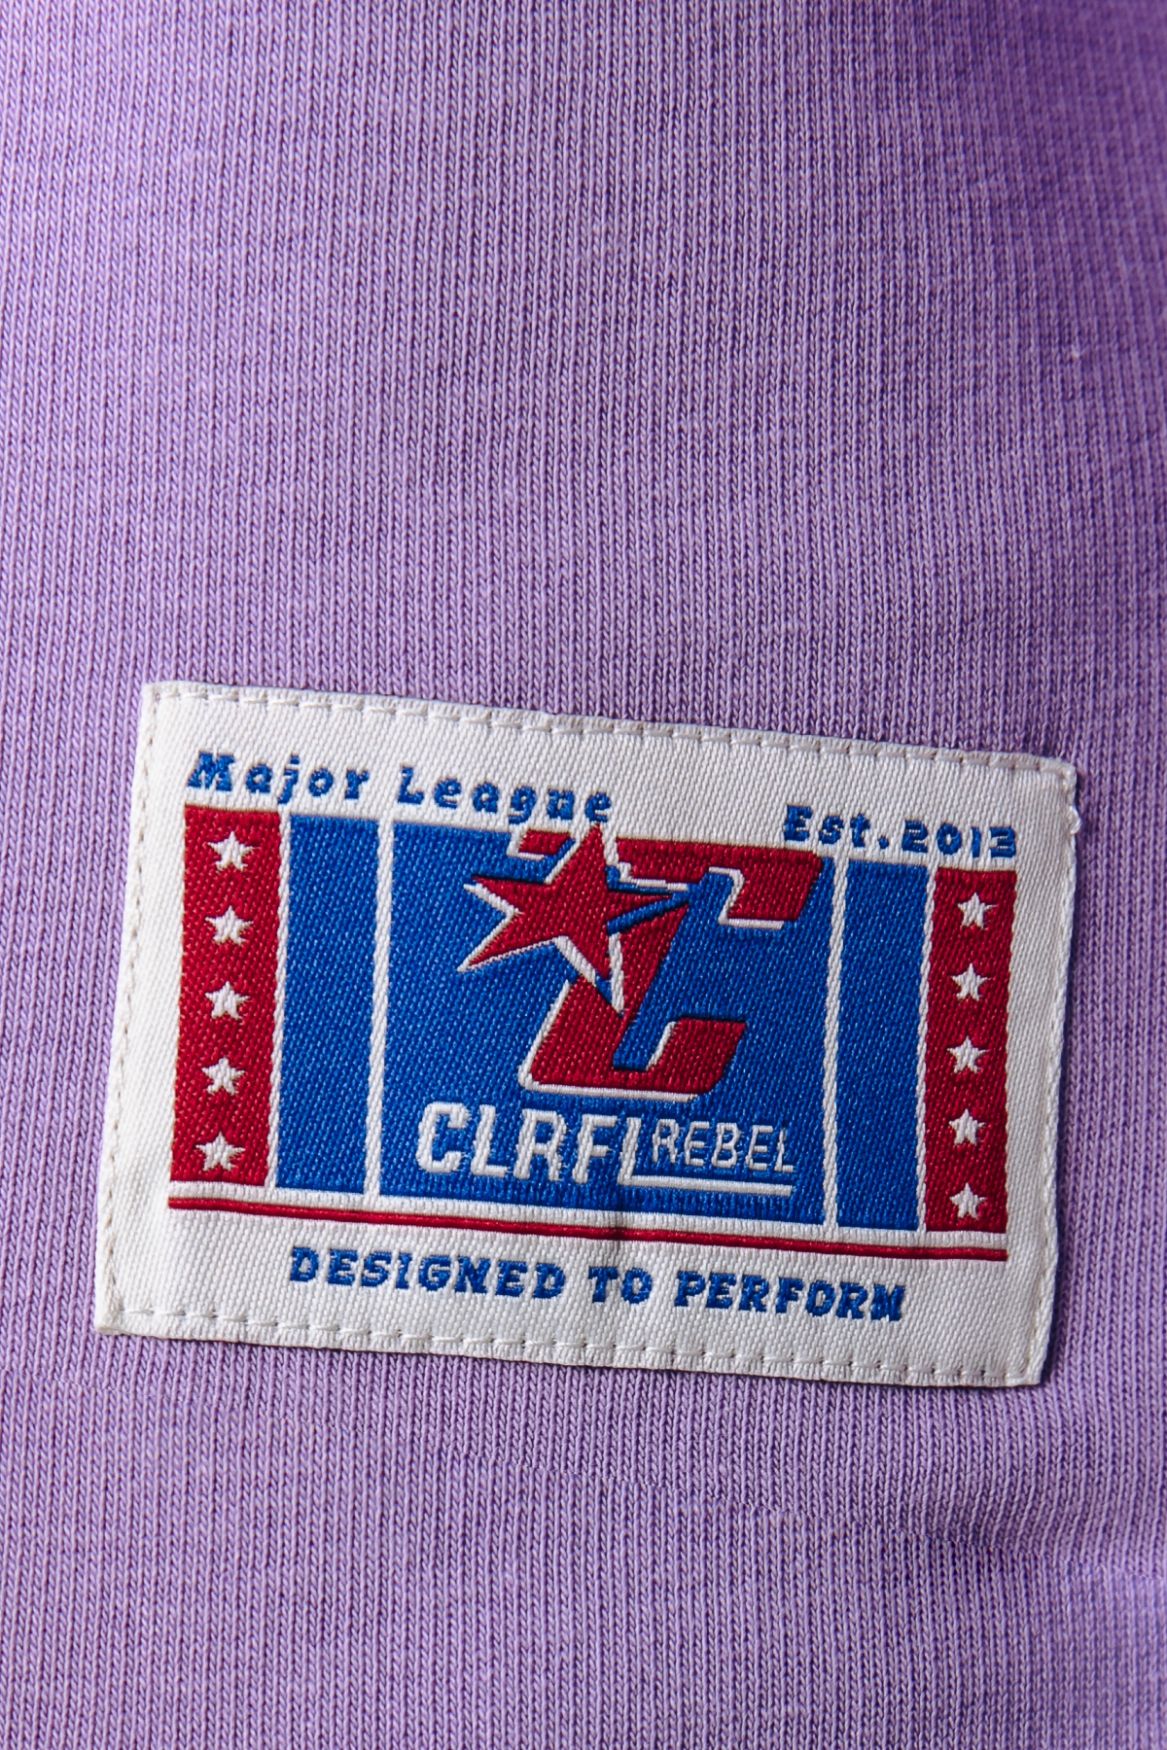 Major League
Est. 2013
C
CLRFL REBEL
DESIGNED TO PERFORM